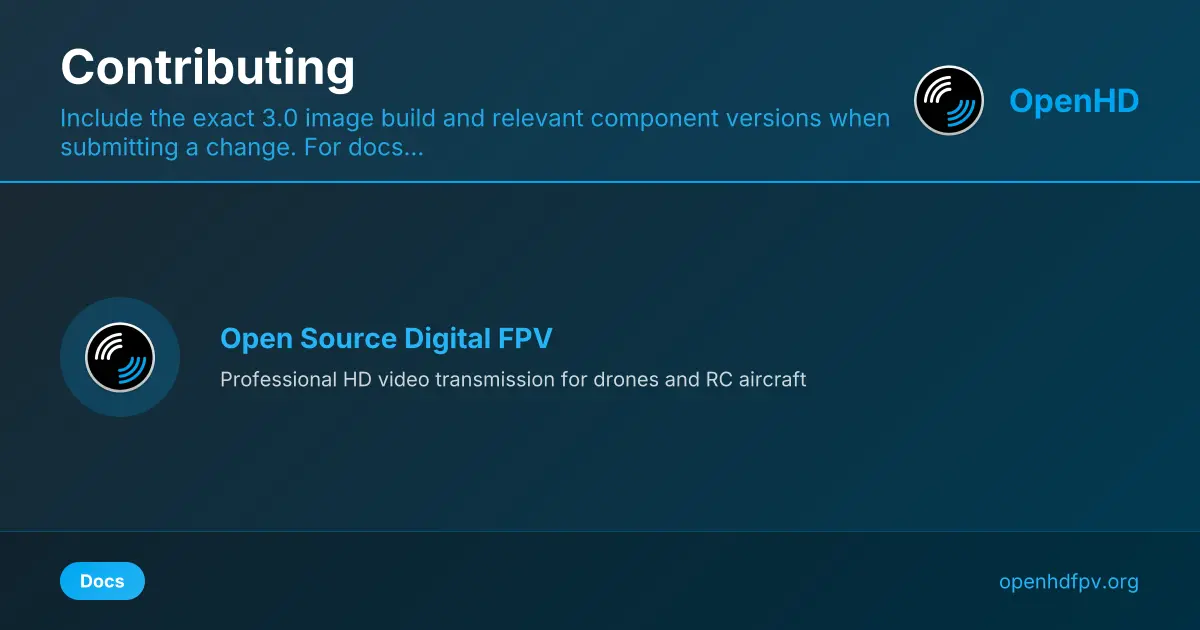 Contributing
Include the exact 3.0 image build and relevant component versions when
submitting a change. For docs...
OpenHD
Open Source Digital FPV
Professional HD video transmission for drones and RC aircraft
Docs
openhdfpv.org